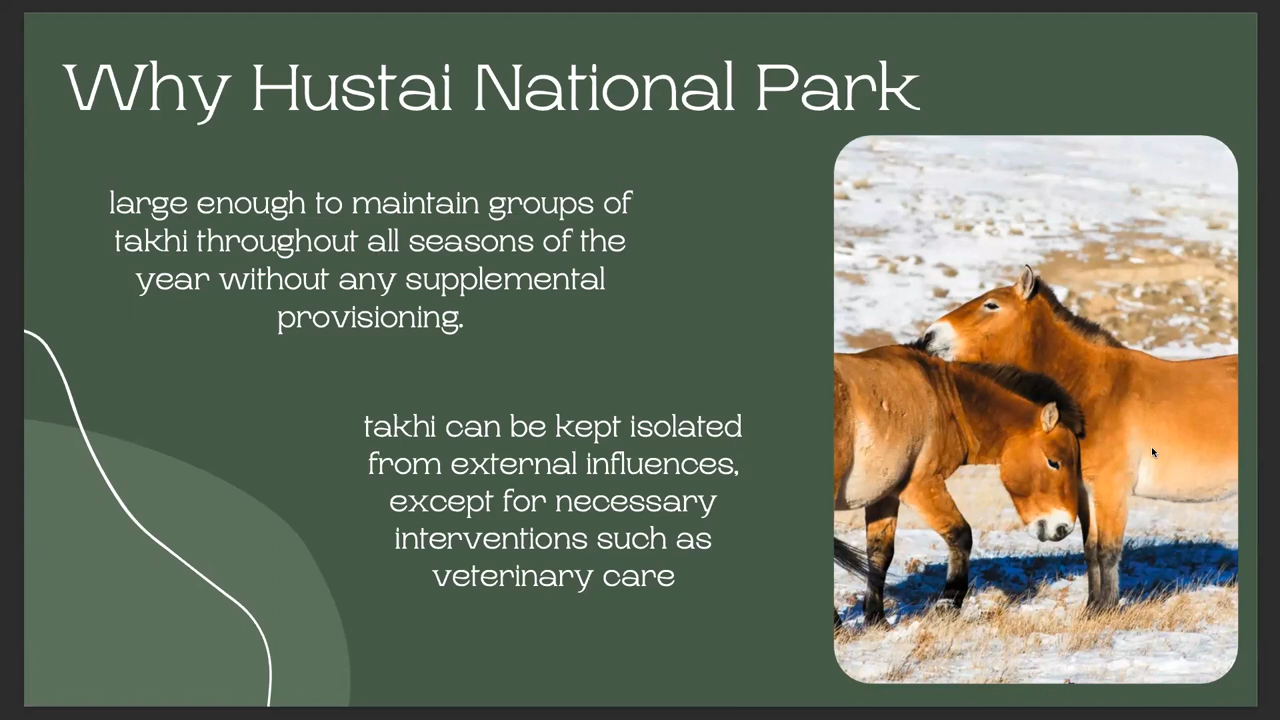 Why Hustai National Park
large enough to maintain groups of
takhi throughout all seasons of the
year without any supplemental
provisioning.
takhi can be kept isolated
from external influences,
except for necessary
interventions such as
veterinary care